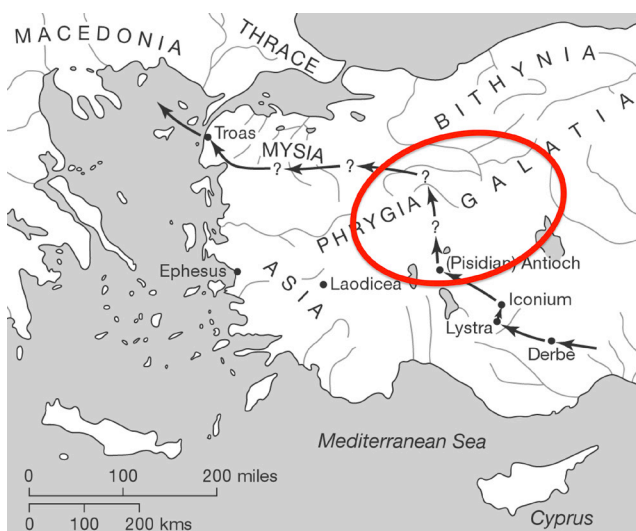 MACEDONIA
THRACE
BITHYNIA
GALATIA
Troas
MYSIA
?
?
?
PHRYGIA
?
(Pisidian) Antioch
Ephesus
ASIA
Laodicea
Iconium
Lystra
Derbe
Mediterranean Sea
0 100 200 miles
0 100 200 kms
Cyprus